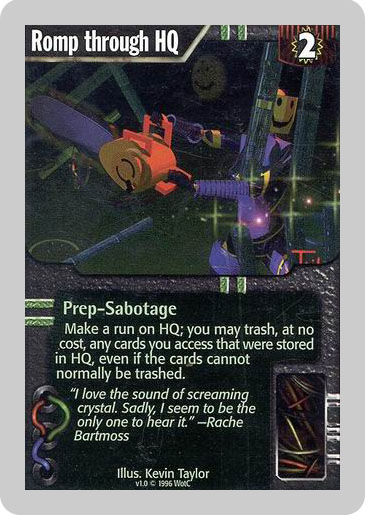 Romp through HQ
2
Prep-Sabotage
Make a run on HQ; you may trash, at no
cost, any cards you access that were stored
in HQ, even if the cards cannot
normally be trashed.
"I love the sound of screaming
crystal. Sadly, I seem to be the
only one to hear it." –Rache
Bartmoss
Illus. Kevin Taylor
v1.0 © 1996 WotC